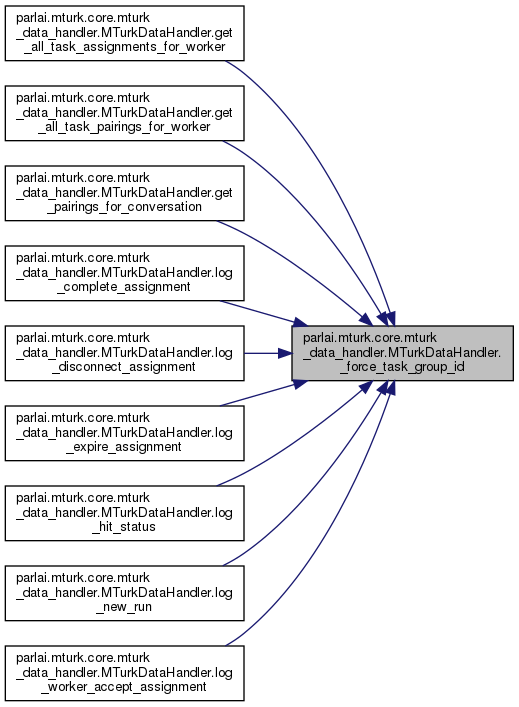 parlai.mturk.core.mturk
_data_handler.MTurkDataHandler.get
_all_task_assignments_for_worker
parlai.mturk.core.mturk
_data_handler.MTurkDataHandler.get
_all_task_pairings_for_worker
parlai.mturk.core.mturk
_data_handler.MTurkDataHandler.get
_pairings_for_conversation
parlai.mturk.core.mturk
_data_handler.MTurkDataHandler.log
_complete_assignment
parlai.mturk.core.mturk
_data_handler.MTurkDataHandler.log
_disconnect_assignment
parlai.mturk.core.mturk
_data_handler.MTurkDataHandler.
_force_task_group_id
parlai.mturk.core.mturk
_data_handler.MTurkDataHandler.log
_expire_assignment
parlai.mturk.core.mturk
_data_handler.MTurkDataHandler.log
_hit_status
parlai.mturk.core.mturk
_data_handler.MTurkDataHandler.log
_new_run
parlai.mturk.core.mturk
_data_handler.MTurkDataHandler.log
_worker_accept_assignment